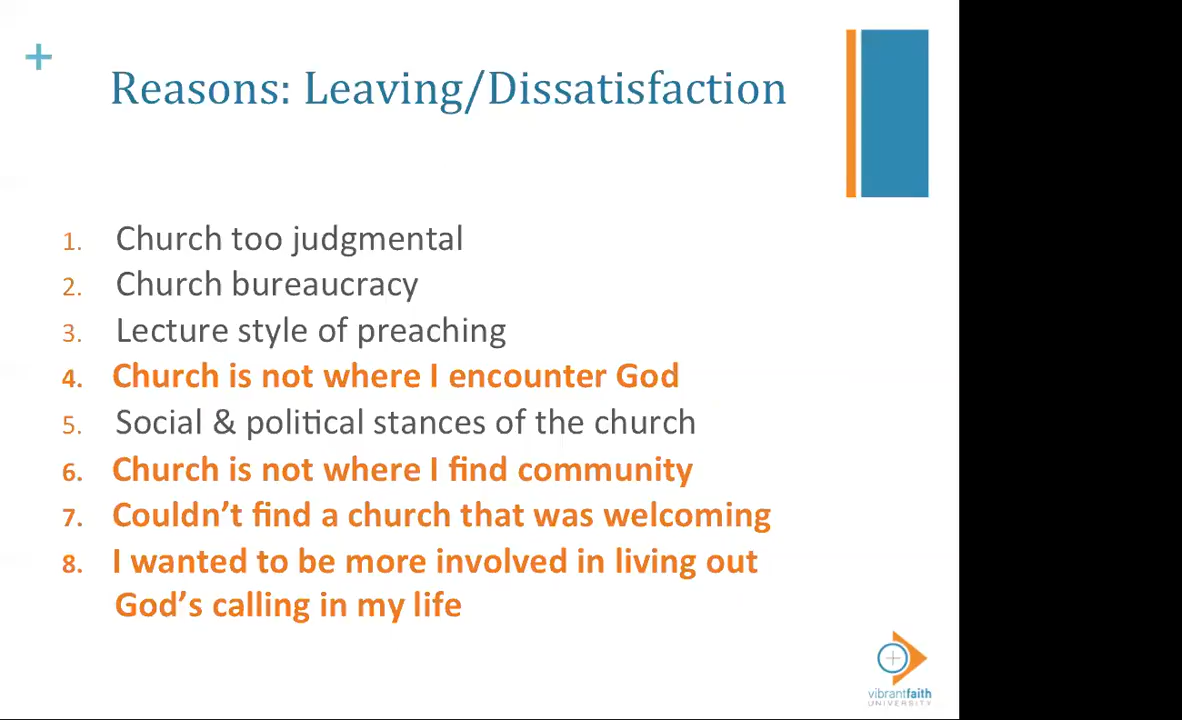 +
Reasons: Leaving/Dissatisfaction
1. Church too judgmental
2. Church bureaucracy
3. Lecture style of preaching
4. Church is not where I encounter God
5. Social & political stances of the church
6. Church is not where I find community
7. Couldn’t find a church that was welcoming
8. I wanted to be more involved in living out
God’s calling in my life
vibrantfaith
UNIVERSITY